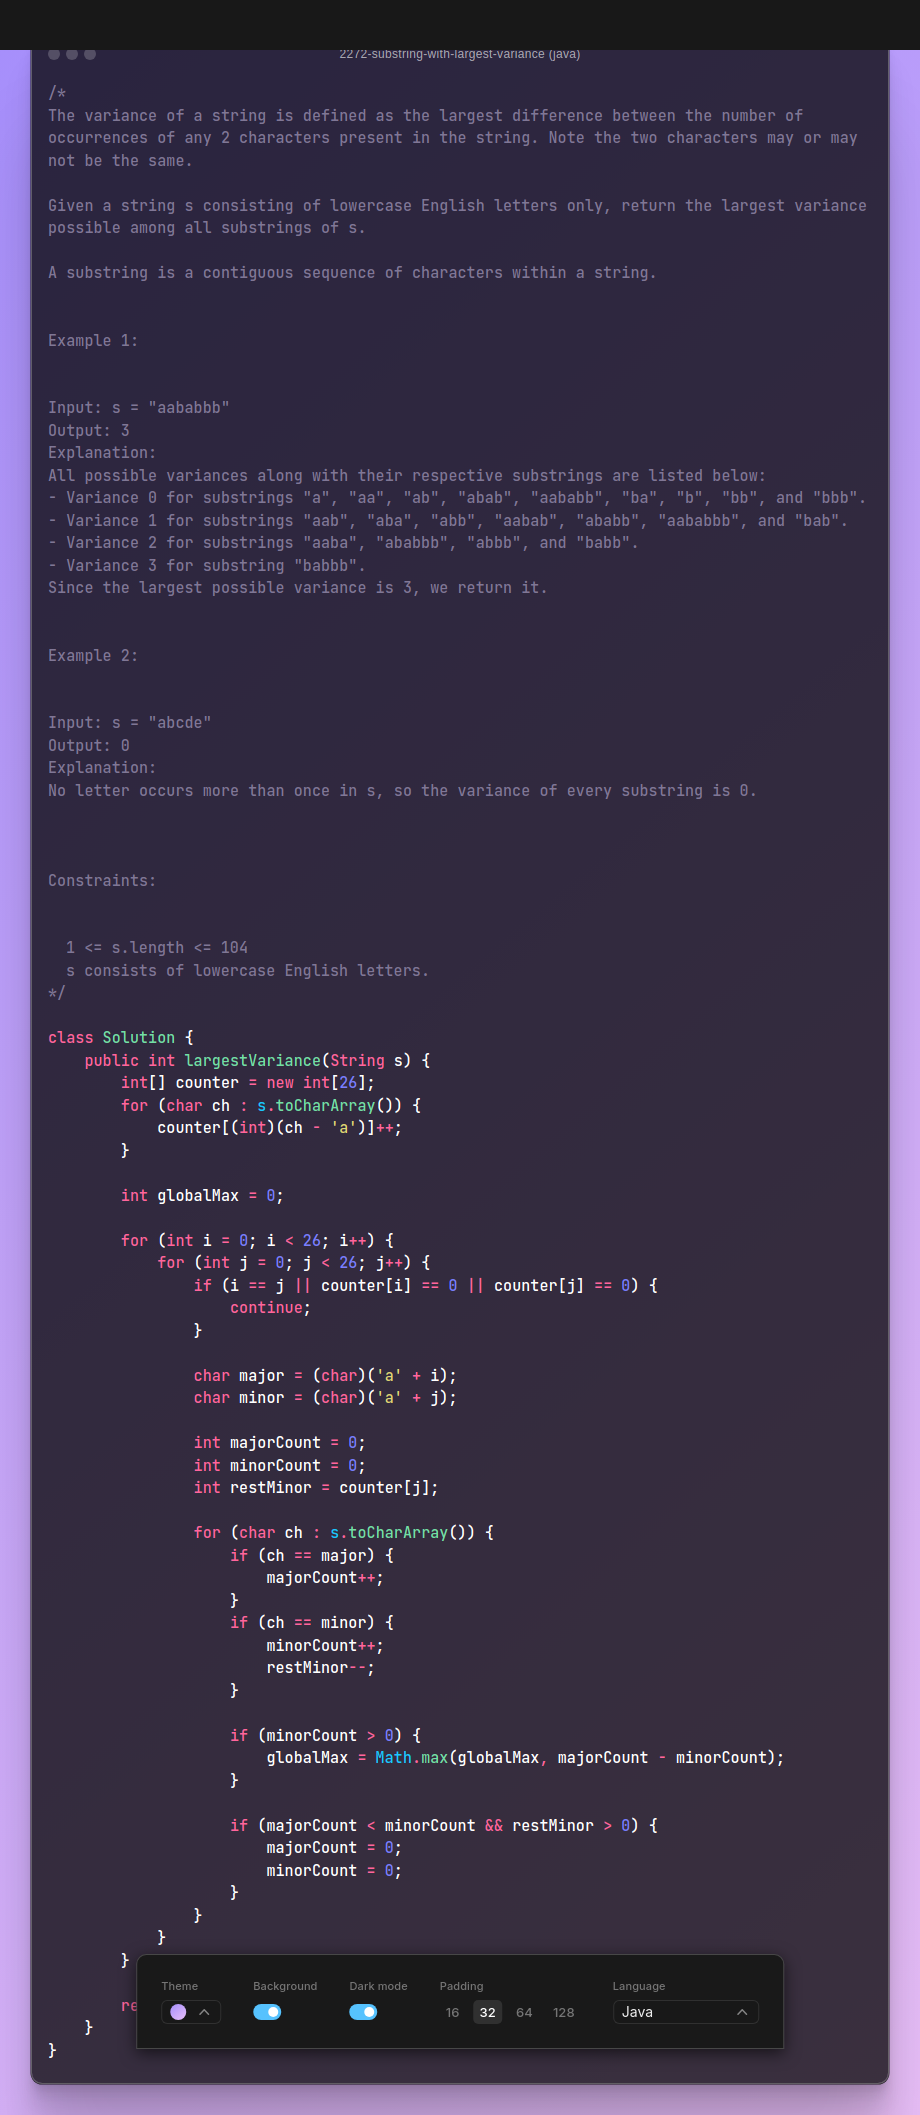 2272-substring-with-largest-variance (java)
/*
The variance of a string is defined as the largest difference between the number of
occurrences of any 2 characters present in the string. Note the two characters may or may
not be the same.
Given a string s consisting of lowercase English letters only, return the largest variance
possible among all substrings of s.
A substring is a contiguous sequence of characters within a string.
Example 1:
Input: s = "aababbb"
Output: 3
Explanation:
All possible variances along with their respective substrings are listed below:
- Variance 0 for substrings "a", "aa", "ab", "abab", "aababb", "ba", "b", "bb", and "bbb".
- Variance 1 for substrings "aab", "aba", "abb", "aabab", "ababb", "aababbb", and "bab".
- Variance 2 for substrings "aaba", "ababbb", "abbb", and "babb".
- Variance 3 for substring "babbb".
Since the largest possible variance is 3, we return it.
Example 2:
Input: s = "abcde"
Output: 0
Explanation:
No letter occurs more than once in s, so the variance of every substring is 0.
Constraints:
  1 <= s.length <= 104
  s consists of lowercase English letters.
*/
class Solution {
    public int largestVariance(String s) {
        int[] counter = new int[26];
        for (char ch : s.toCharArray()) {
            counter[(int)(ch - 'a')]++;
        }
        int globalMax = 0;
        for (int i = 0; i < 26; i++) {
            for (int j = 0; j < 26; j++) {
                if (i == j || counter[i] == 0 || counter[j] == 0) {
                    continue;
                }
                char major = (char)('a' + i);
                char minor = (char)('a' + j);
                int majorCount = 0;
                int minorCount = 0;
                int restMinor = counter[j];
                for (char ch : s.toCharArray()) {
                    if (ch == major) {
                        majorCount++;
                    }
                    if (ch == minor) {
                        minorCount++;
                        restMinor--;
                    }
                    if (minorCount > 0) {
                        globalMax = Math.max(globalMax, majorCount - minorCount);
                    }
                    if (majorCount < minorCount && restMinor > 0) {
                        majorCount = 0;
                        minorCount = 0;
                    }
                }
            }
        }
    }
}
Theme Background Dark mode Padding Language
16 32 64 128 Java